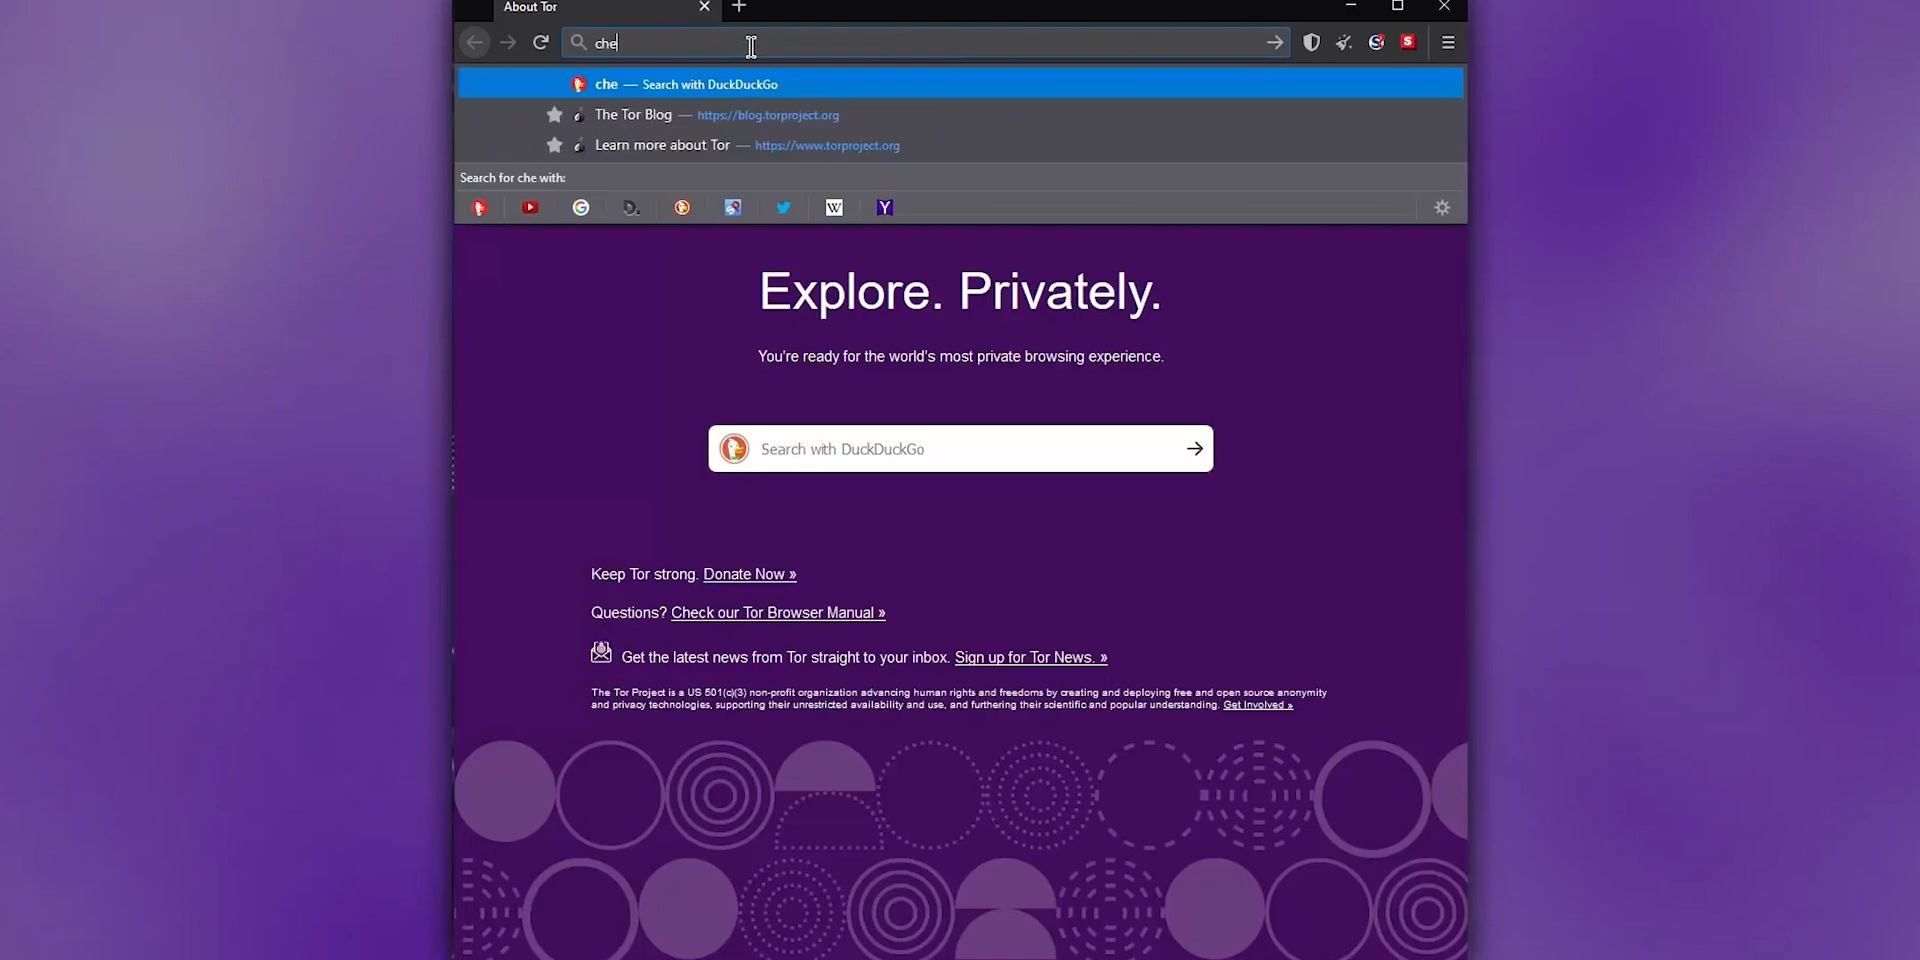 About Tor
che
che — Search with DuckDuckGo
The Tor Blog — https://blog.torproject.org
Learn more about Tor — https://www.torproject.org
Search for che with:
Explore. Privately.
You're ready for the world's most private browsing experience.
Search with DuckDuckGo
Keep Tor strong. Donate Now »
Questions? Check our Tor Browser Manual »
Get the latest news from Tor straight to your inbox. Sign up for Tor News. »
The Tor Project is a US 501(c)(3) non-profit organization advancing human rights and freedoms by creating and deploying free and open source anonymity
and privacy technologies, supporting their unrestricted availability and use, and furthering their scientific and popular understanding. Get Involved »